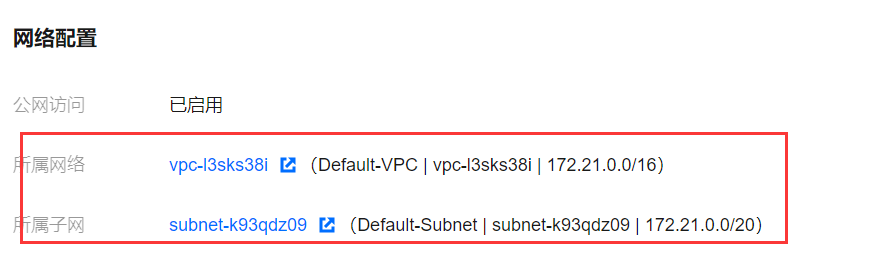 网络配置
公网访问 已启用
所属网络 vpc-l3sks38i （Default-VPC | vpc-l3sks38i | 172.21.0.0/16）
所属子网 subnet-k93qdz09 （Default-Subnet | subnet-k93qdz09 | 172.21.0.0/20）